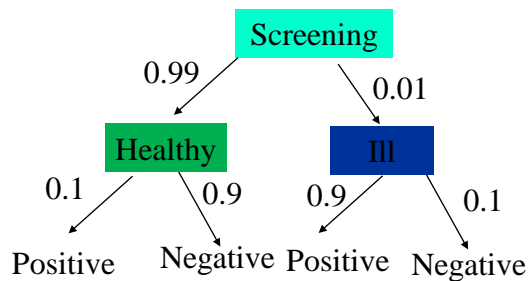 Screening
0.99
0.01
Healthy
Ill
0.1
0.9
0.9
0.1
Positive
Negative
Positive
Negative